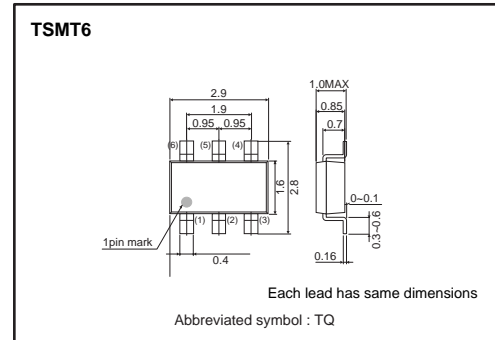 TSMT6
1.0MAX
2.9
0.85
1.9
0.7
0.95 0.95
(6) (5) (4)
1.6
2.8
0~0.1
(1) (2) (3)
1pin mark
0.3~0.6
0.4
0.16
Each lead has same dimensions
Abbreviated symbol : TQ